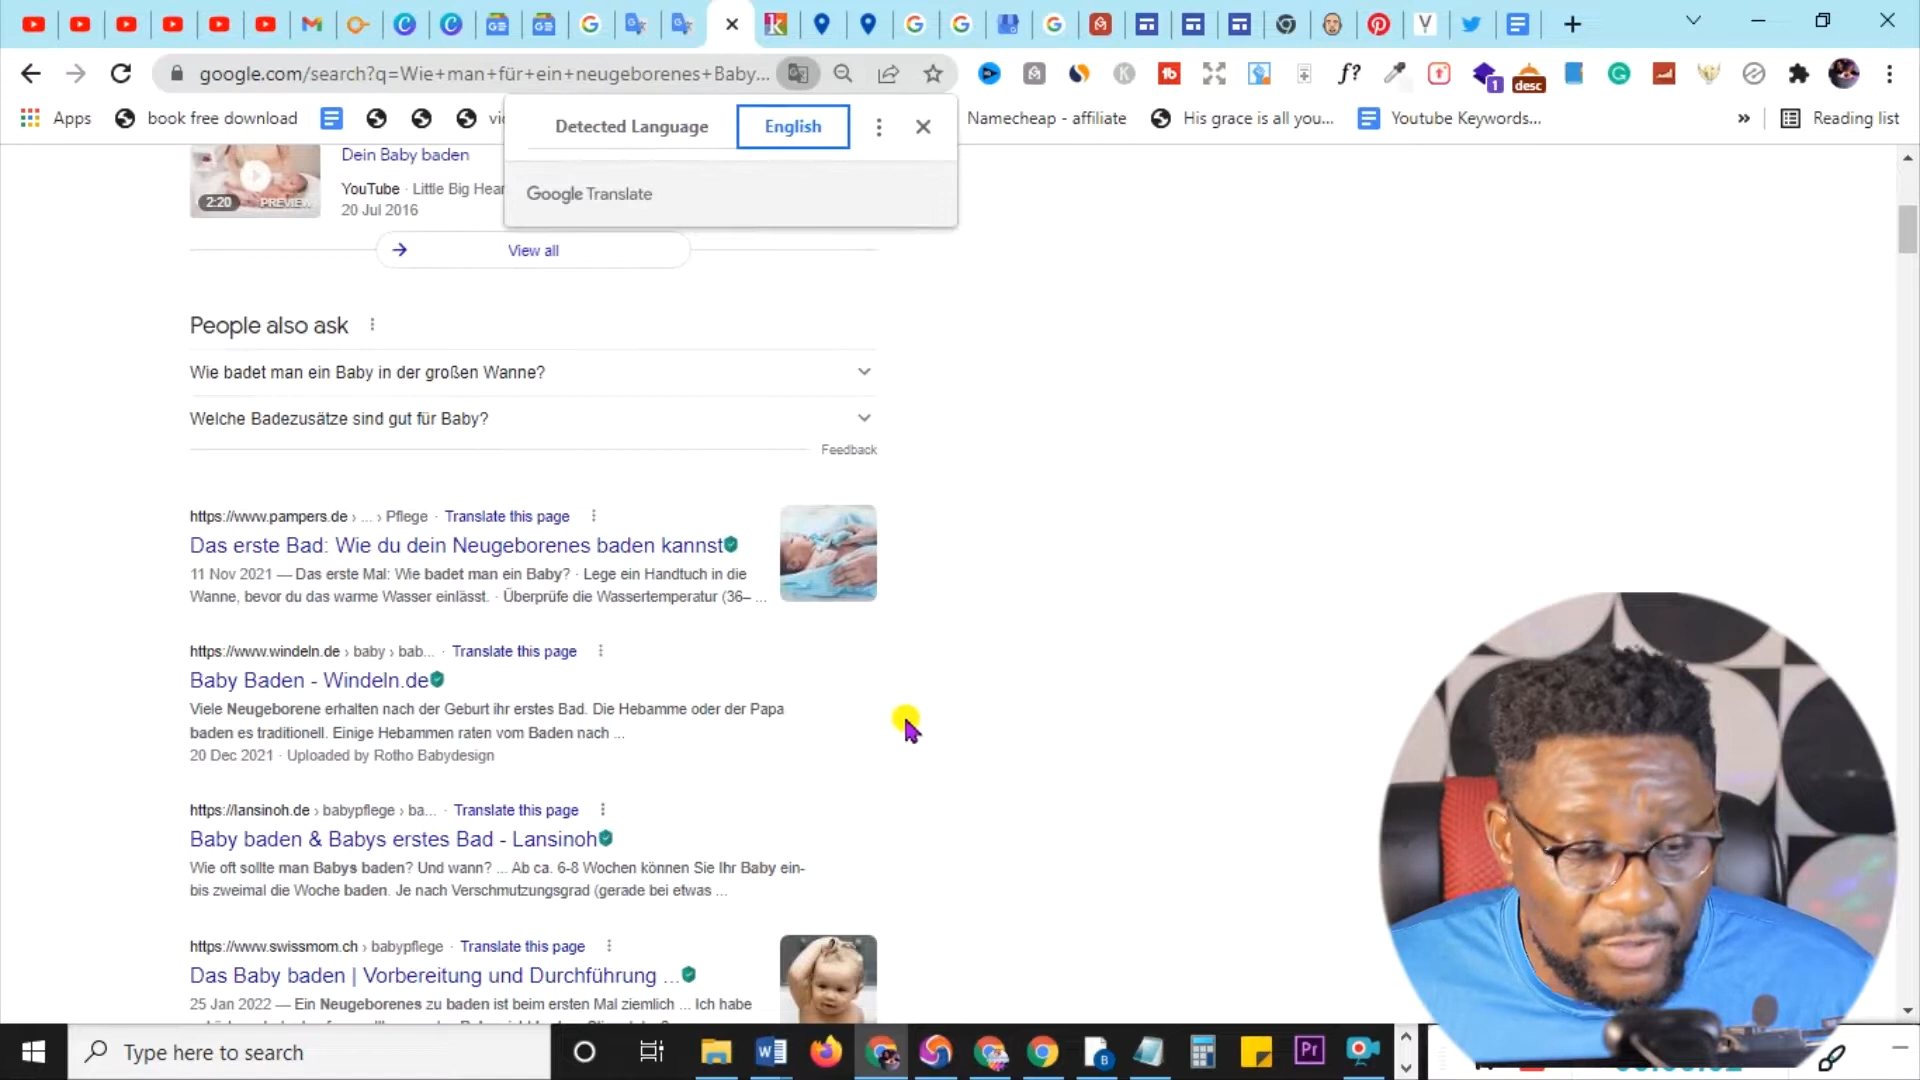 google.com/search?q=Wie+man+für+ein+neugeborenes+Baby...
desc
1
Apps
book free download
Namecheap - affiliate
His grace is all you...
Youtube Keywords...
»
Reading list
Detected Language
English
Google Translate
2:20
PREVIEW
Dein Baby baden
YouTube · Little Big Hear
20 Jul 2016
View all
People also ask
Wie badet man ein Baby in der großen Wanne?
Welche Badezusätze sind gut für Baby?
Feedback
https://www.pampers.de › ... › Pflege · Translate this page
Das erste Bad: Wie du dein Neugeborenes baden kannst
11 Nov 2021 — Das erste Mal: Wie badet man ein Baby? · Lege ein Handtuch in die
Wanne, bevor du das warme Wasser einlässt. · Überprüfe die Wassertemperatur (36– ...
https://www.windeln.de › baby › bab... · Translate this page
Baby Baden - Windeln.de
Viele Neugeborene erhalten nach der Geburt ihr erstes Bad. Die Hebamme oder der Papa
baden es traditionell. Einige Hebammen raten vom Baden nach ...
20 Dec 2021 · Uploaded by Rotho Babydesign
https://lansinoh.de › babypflege › ba... · Translate this page
Baby baden & Babys erstes Bad - Lansinoh
Wie oft sollte man Babys baden? Und wann? ... Ab ca. 6-8 Wochen können Sie Ihr Baby ein-
bis zweimal die Woche baden. Je nach Verschmutzungsgrad (gerade bei etwas ...
https://www.swissmom.ch › babypflege · Translate this page
Das Baby baden | Vorbereitung und Durchführung ...
25 Jan 2022 — Ein Neugeborenes zu baden ist beim ersten Mal ziemlich ... Ich habe
Type here to search
Pr